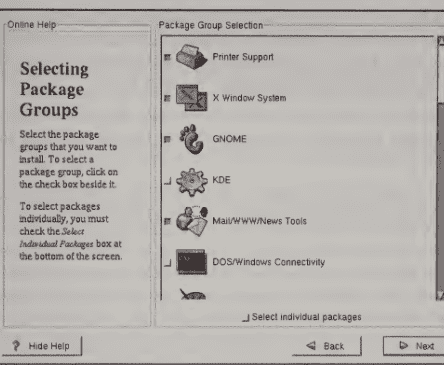 Online Help
Selecting
Package
Groups
Select the package
groups that you want to
install. To select a
package group, click on
the check box beside it.
To select packages
individually, you must
check the Select
Individual Packages box at
the bottom of the screen.
Package Group Selection
Printer Support
X Window System
GNOME
KDE
Mail/WWW/News Tools
DOS/Windows Connectivity
Select individual packages
? Hide Help
Back
Next